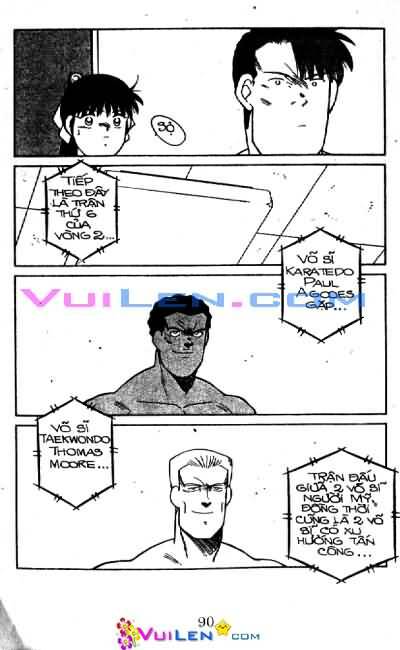 SỢ
TIẾP
THEO ĐÂY
LÀ TRẬN
THỨ 6
CỦA
VÒNG 2...
VÕ SĨ
KARATEDO
PAUL
AGODES
GẶP...
VUILEN.COM
VÕ SĨ
TAEKWONDO
THOMAS
MOORE...
TRẬN ĐẤU
GIỮA 2 VÕ SĨ
NGƯỜI MỸ,
ĐỒNG THỜI
CŨNG LÀ 2 VÕ
SĨ CÓ XU
HƯỚNG TẤN
CÔNG...
90
VUILEN.COM